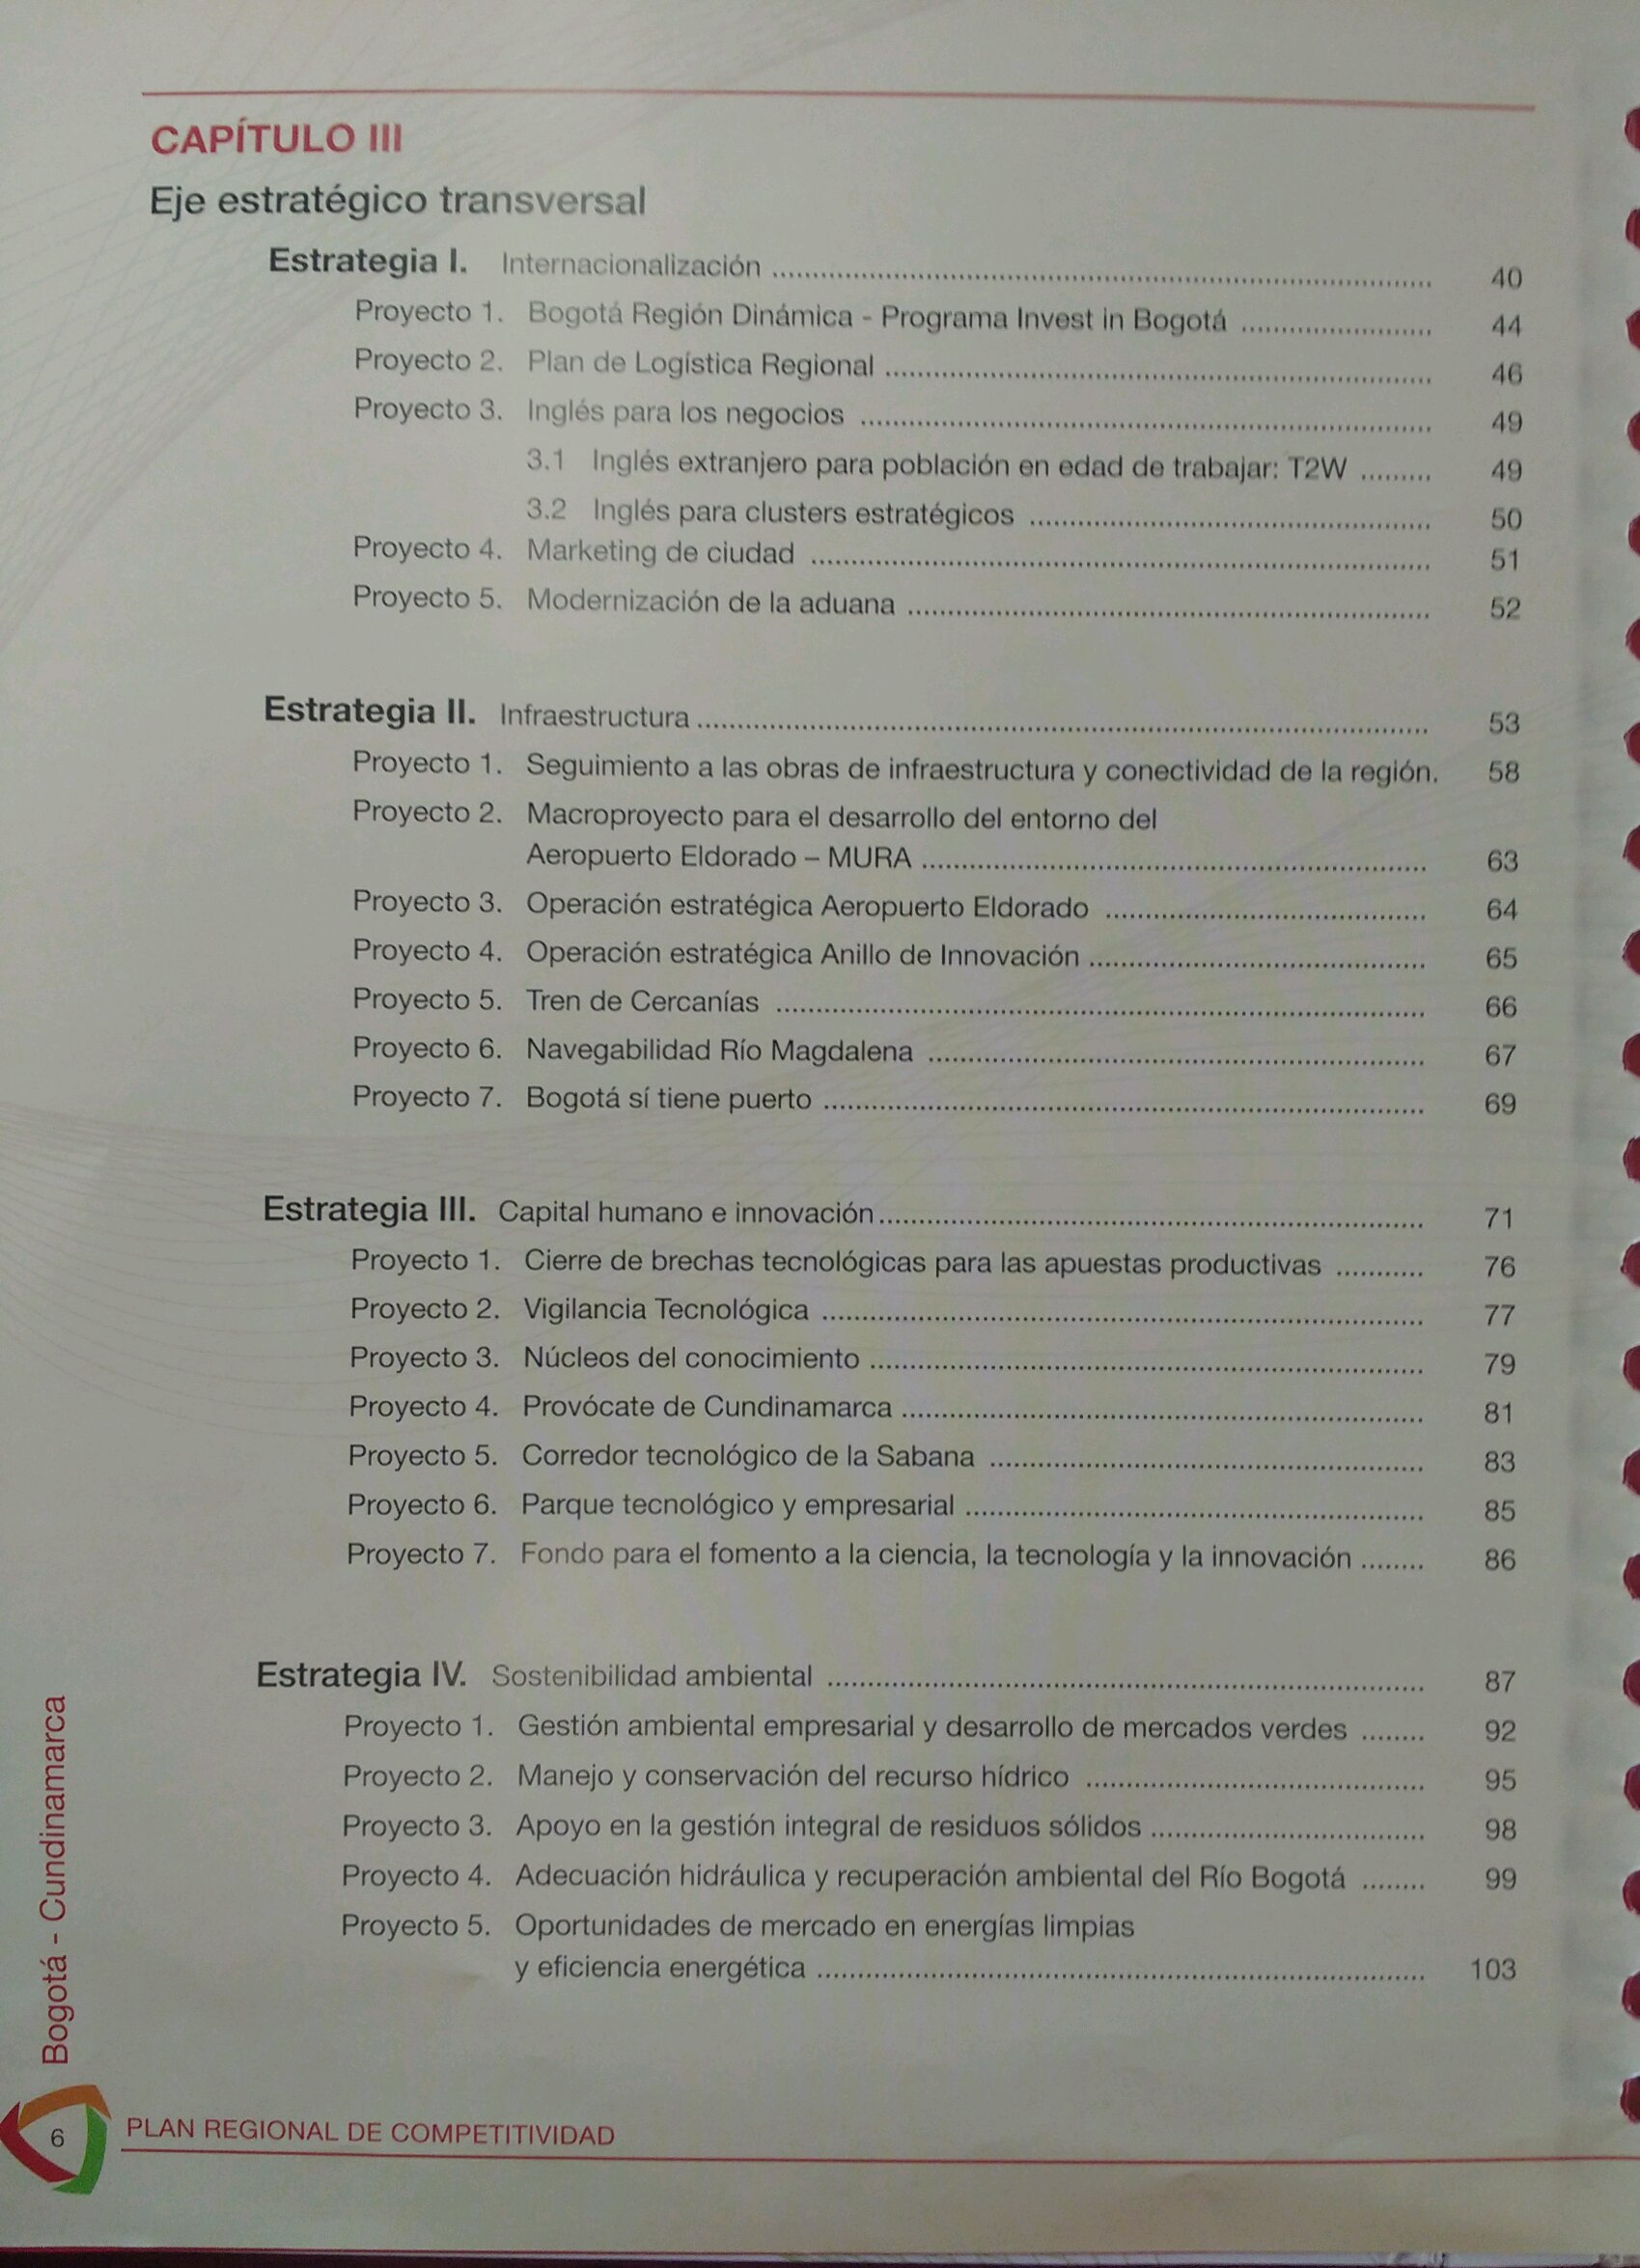 CAPÍTULO III
Eje estratégico transversal
Estrategia I. Internacionalización ........ 40
Proyecto 1. Bogotá Región Dinámica - Programa Invest in Bogotá ........ 44
Proyecto 2. Plan de Logística Regional ........ 46
Proyecto 3. Inglés para los negocios ........ 49
3.1 Inglés extranjero para población en edad de trabajar: T2W ........ 49
3.2 Inglés para clusters estratégicos ........ 50
Proyecto 4. Marketing de ciudad ........ 51
Proyecto 5. Modernización de la aduana ........ 52
Estrategia II. Infraestructura ........ 53
Proyecto 1. Seguimiento a las obras de infraestructura y conectividad de la región. 58
Proyecto 2. Macroproyecto para el desarrollo del entorno del
Aeropuerto Eldorado – MURA ........ 63
Proyecto 3. Operación estratégica Aeropuerto Eldorado ........ 64
Proyecto 4. Operación estratégica Anillo de Innovación ........ 65
Proyecto 5. Tren de Cercanías ........ 66
Proyecto 6. Navegabilidad Río Magdalena ........ 67
Proyecto 7. Bogotá sí tiene puerto ........ 69
Estrategia III. Capital humano e innovación ........ 71
Proyecto 1. Cierre de brechas tecnológicas para las apuestas productivas ........ 76
Proyecto 2. Vigilancia Tecnológica ........ 77
Proyecto 3. Núcleos del conocimiento ........ 79
Proyecto 4. Provócate de Cundinamarca ........ 81
Proyecto 5. Corredor tecnológico de la Sabana ........ 83
Proyecto 6. Parque tecnológico y empresarial ........ 85
Proyecto 7. Fondo para el fomento a la ciencia, la tecnología y la innovación ........ 86
Estrategia IV. Sostenibilidad ambiental ........ 87
Proyecto 1. Gestión ambiental empresarial y desarrollo de mercados verdes ........ 92
Proyecto 2. Manejo y conservación del recurso hídrico ........ 95
Proyecto 3. Apoyo en la gestión integral de residuos sólidos ........ 98
Proyecto 4. Adecuación hidráulica y recuperación ambiental del Río Bogotá ........ 99
Proyecto 5. Oportunidades de mercado en energías limpias
y eficiencia energética ........ 103
Bogotá - Cundinamarca
6
PLAN REGIONAL DE COMPETITIVIDAD